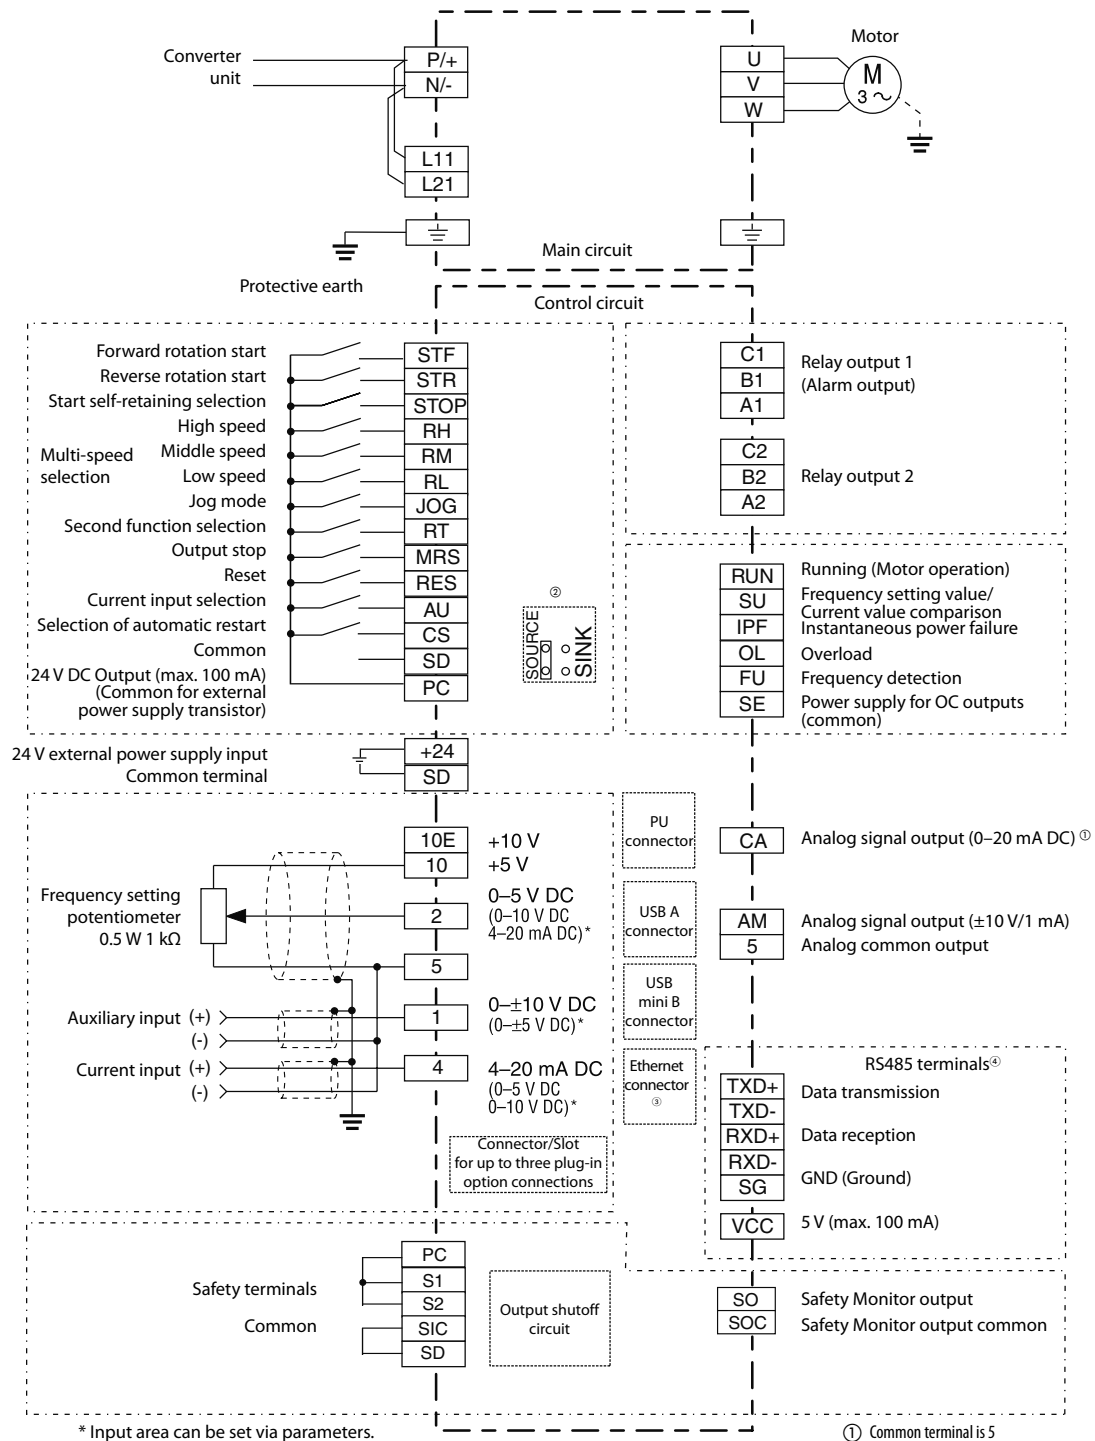 Converter
unit
P/+
N/-
L11
L21
U
V
W
Motor
M
3 ~
Main circuit
Protective earth
Control circuit
Forward rotation start
STF
Reverse rotation start
STR
Start self-retaining selection
STOP
High speed
RH
Multi-speed
selection
Middle speed
RM
Low speed
RL
Jog mode
JOG
Second function selection
RT
Output stop
MRS
Reset
RES
Current input selection
AU
Selection of automatic restart
CS
Common
SD
24 V DC Output (max. 100 mA)
(Common for external
power supply transistor)
PC
②
SOURCE
SINK
24 V external power supply input
+24
Common terminal
SD
C1
B1
A1
Relay output 1
(Alarm output)
C2
B2
A2
Relay output 2
RUN
Running (Motor operation)
SU
Frequency setting value/
Current value comparison
IPF
Instantaneous power failure
OL
Overload
FU
Frequency detection
SE
Power supply for OC outputs
(common)
10E
+10 V
10
+5 V
Frequency setting
potentiometer
0.5 W 1 kΩ
2
0–5 V DC
(0–10 V DC
4–20 mA DC)*
5
Auxiliary input (+)
(-)
1
0–±10 V DC
(0–±5 V DC)*
Current input (+)
(-)
4
4–20 mA DC
(0–5 V DC
0–10 V DC)*
Connector/Slot
for up to three plug-in
option connections
PU
connector
USB A
connector
USB
mini B
connector
Ethernet
connector
③
CA
Analog signal output (0–20 mA DC) ①
AM
Analog signal output (±10 V/1 mA)
5
Analog common output
RS485 terminals④
TXD+
Data transmission
TXD-
RXD+
Data reception
RXD-
SG
GND (Ground)
VCC
5 V (max. 100 mA)
Safety terminals
Common
PC
S1
S2
SIC
SD
Output shutoff
circuit
SO
Safety Monitor output
SOC
Safety Monitor output common
* Input area can be set via parameters.
① Common terminal is 5